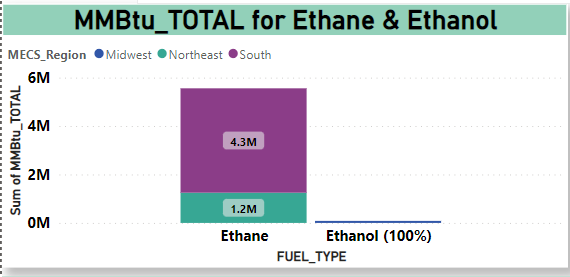 MMBtu_TOTAL for Ethane & Ethanol
MECS_Region Midwest Northeast South
Sum of MMBtu_TOTAL
6M
4M
2M
0M
4.3M
1.2M
Ethane Ethanol (100%)
FUEL_TYPE